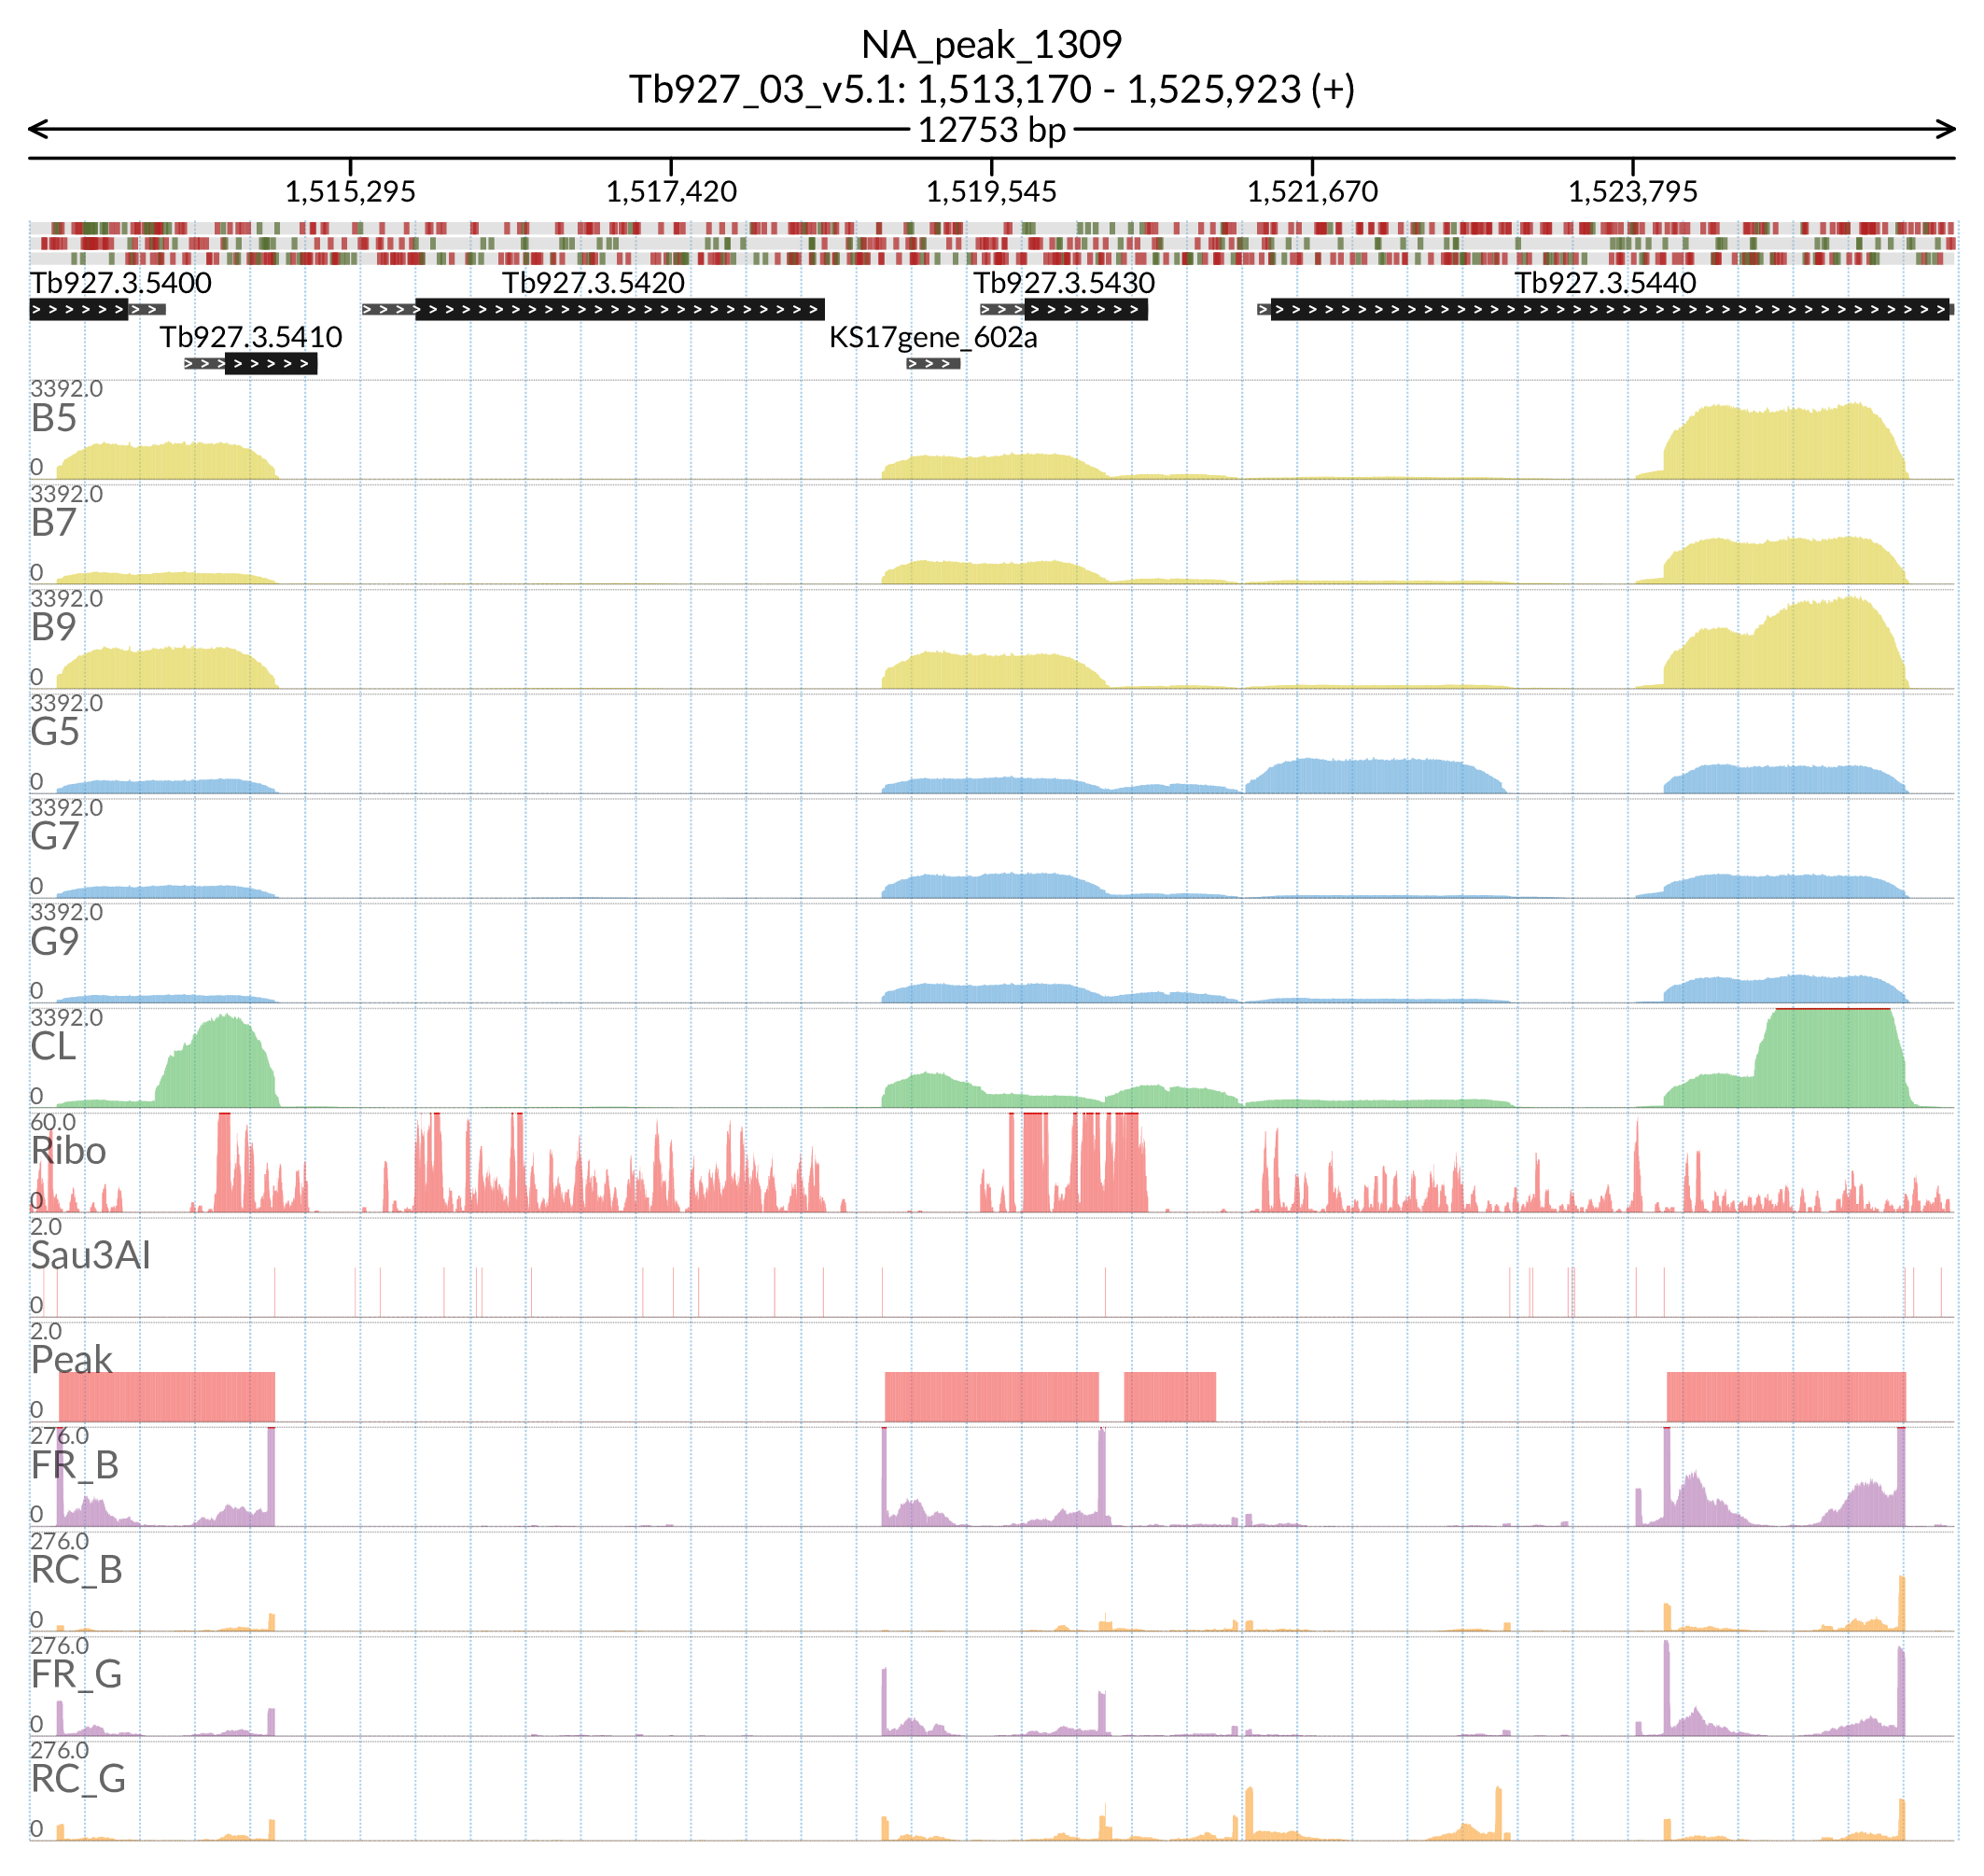 NA_peak_1309
Tb927_03_v5.1: 1,513,170 - 1,525,923 (+)
12753 bp
1,515,295 1,517,420 1,519,545 1,521,670 1,523,795
Tb927.3.5400 Tb927.3.5420 Tb927.3.5430 Tb927.3.5440
Tb927.3.5410 KS17gene_602a
3392.0
B5
0
3392.0
B7
0
3392.0
B9
0
3392.0
G5
0
3392.0
G7
0
3392.0
G9
0
3392.0
CL
0
60.0
Ribo
0
2.0
Sau3AI
0
2.0
Peak
0
276.0
FR_B
0
276.0
RC_B
0
276.0
FR_G
0
276.0
RC_G
0